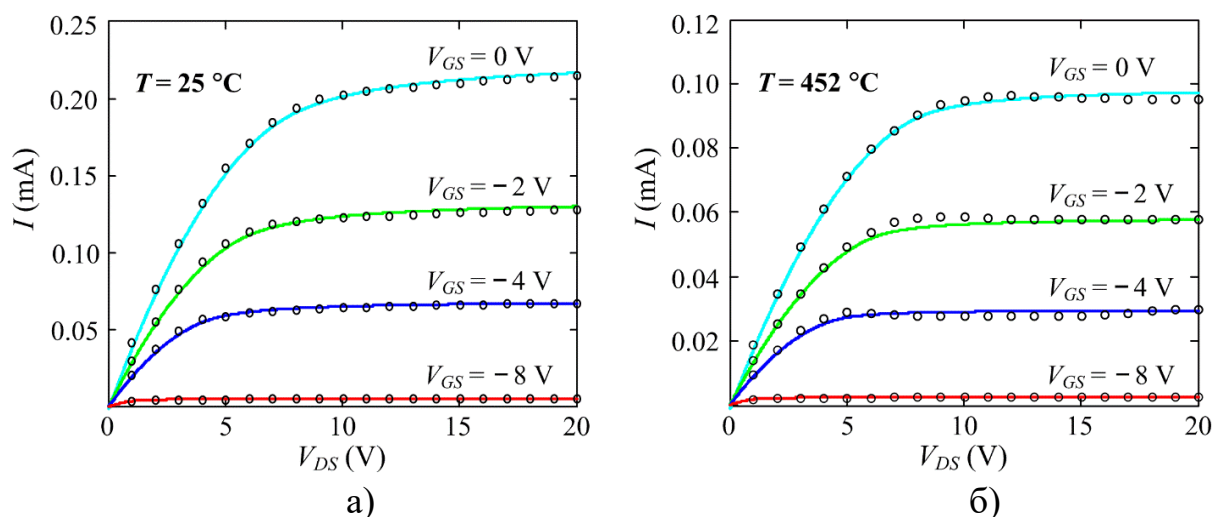 0.25
0.20
0.15
0.10
0.05
I (mA)
T = 25 °C
V_GS = 0 V
V_GS = − 2 V
V_GS = − 4 V
V_GS = − 8 V
0 5 10 15 20
V_DS (V)
а)
0.12
0.10
0.08
0.06
0.04
0.02
I (mA)
T = 452 °C
V_GS = 0 V
V_GS = − 2 V
V_GS = − 4 V
V_GS = − 8 V
0 5 10 15 20
V_DS (V)
б)